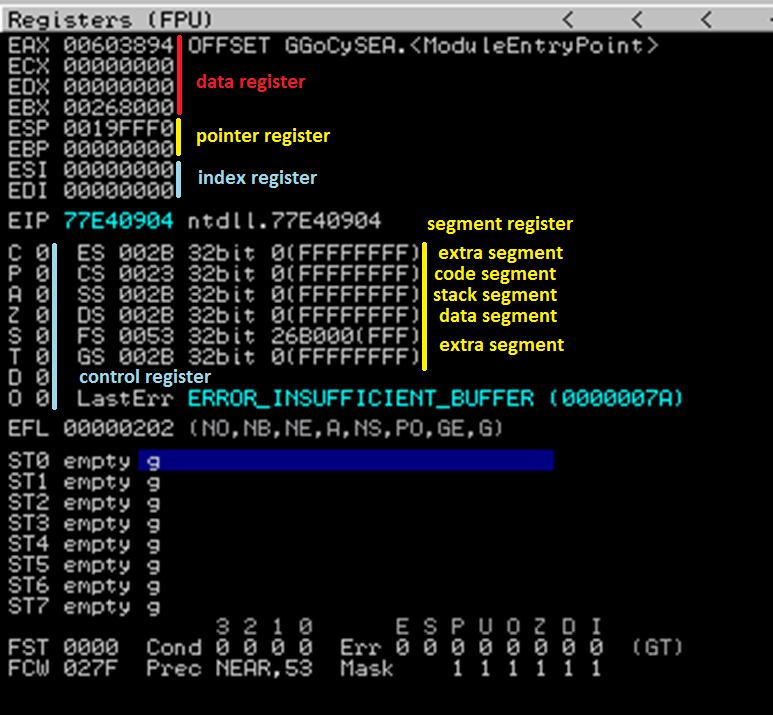 Registers (FPU) < < <
EAX 00603894 OFFSET GGoCySEA.<ModuleEntryPoint>
ECX 00000000
EDX 00000000 data register
EBX 00268000
ESP 0019FFF0 pointer register
EBP 00000000
ESI 00000000 index register
EDI 00000000
EIP 77E40904 ntdll.77E40904 segment register
C 0 ES 002B 32bit 0(FFFFFFFF) extra segment
P 0 CS 0023 32bit 0(FFFFFFFF) code segment
A 0 SS 002B 32bit 0(FFFFFFFF) stack segment
Z 0 DS 002B 32bit 0(FFFFFFFF) data segment
S 0 FS 0053 32bit 26B000(FFF) extra segment
T 0 GS 002B 32bit 0(FFFFFFFF)
D 0 control register
O 0 LastErr ERROR_INSUFFICIENT_BUFFER (0000007A)
EFL 00000202 (NO,NB,NE,A,NS,PO,GE,G)
ST0 empty g
ST1 empty g
ST2 empty g
ST3 empty g
ST4 empty g
ST5 empty g
ST6 empty g
ST7 empty g
3 2 1 0 E S P U O Z D I
FST 0000 Cond 0 0 0 0 Err 0 0 0 0 0 0 0 0 (GT)
FCW 027F Prec NEAR,53 Mask 1 1 1 1 1 1